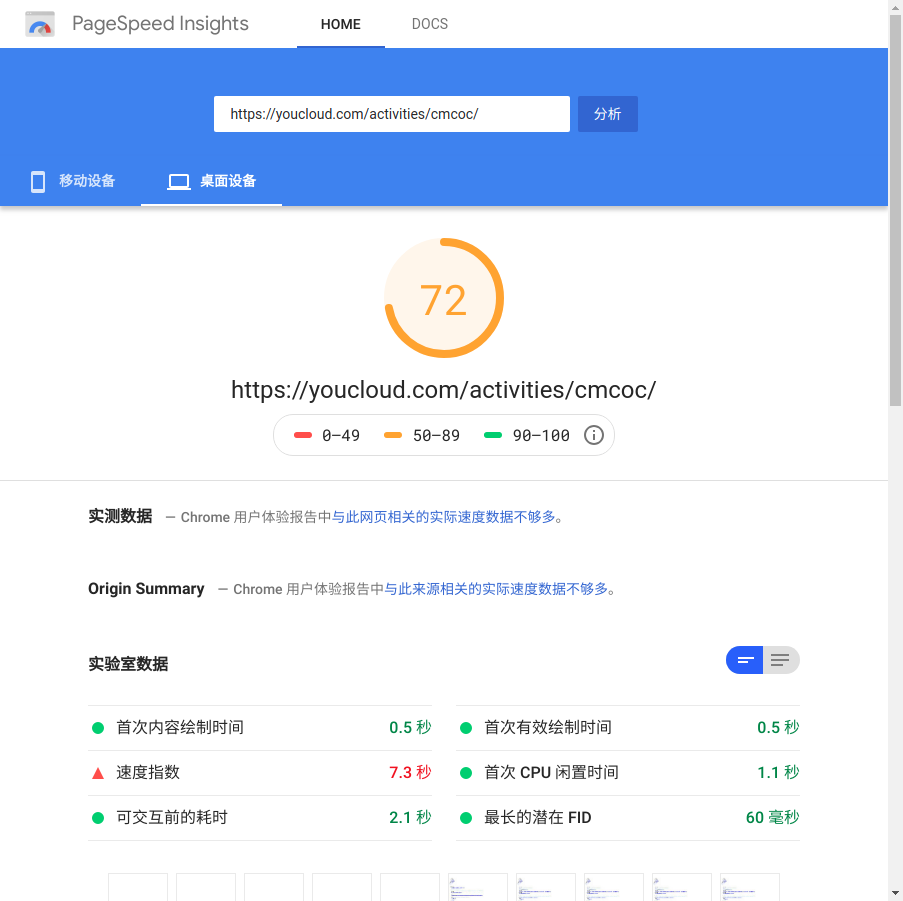 PageSpeed Insights HOME DOCS
https://youcloud.com/activities/cmcoc/ 分析
移动设备 桌面设备
72
https://youcloud.com/activities/cmcoc/
0–49 50–89 90–100
实测数据 — Chrome 用户体验报告中与此网页相关的实际速度数据不够多。
Origin Summary — Chrome 用户体验报告中与此来源相关的实际速度数据不够多。
实验室数据
首次内容绘制时间 0.5 秒 首次有效绘制时间 0.5 秒
速度指数 7.3 秒 首次 CPU 闲置时间 1.1 秒
可交互前的耗时 2.1 秒 最长的潜在 FID 60 毫秒